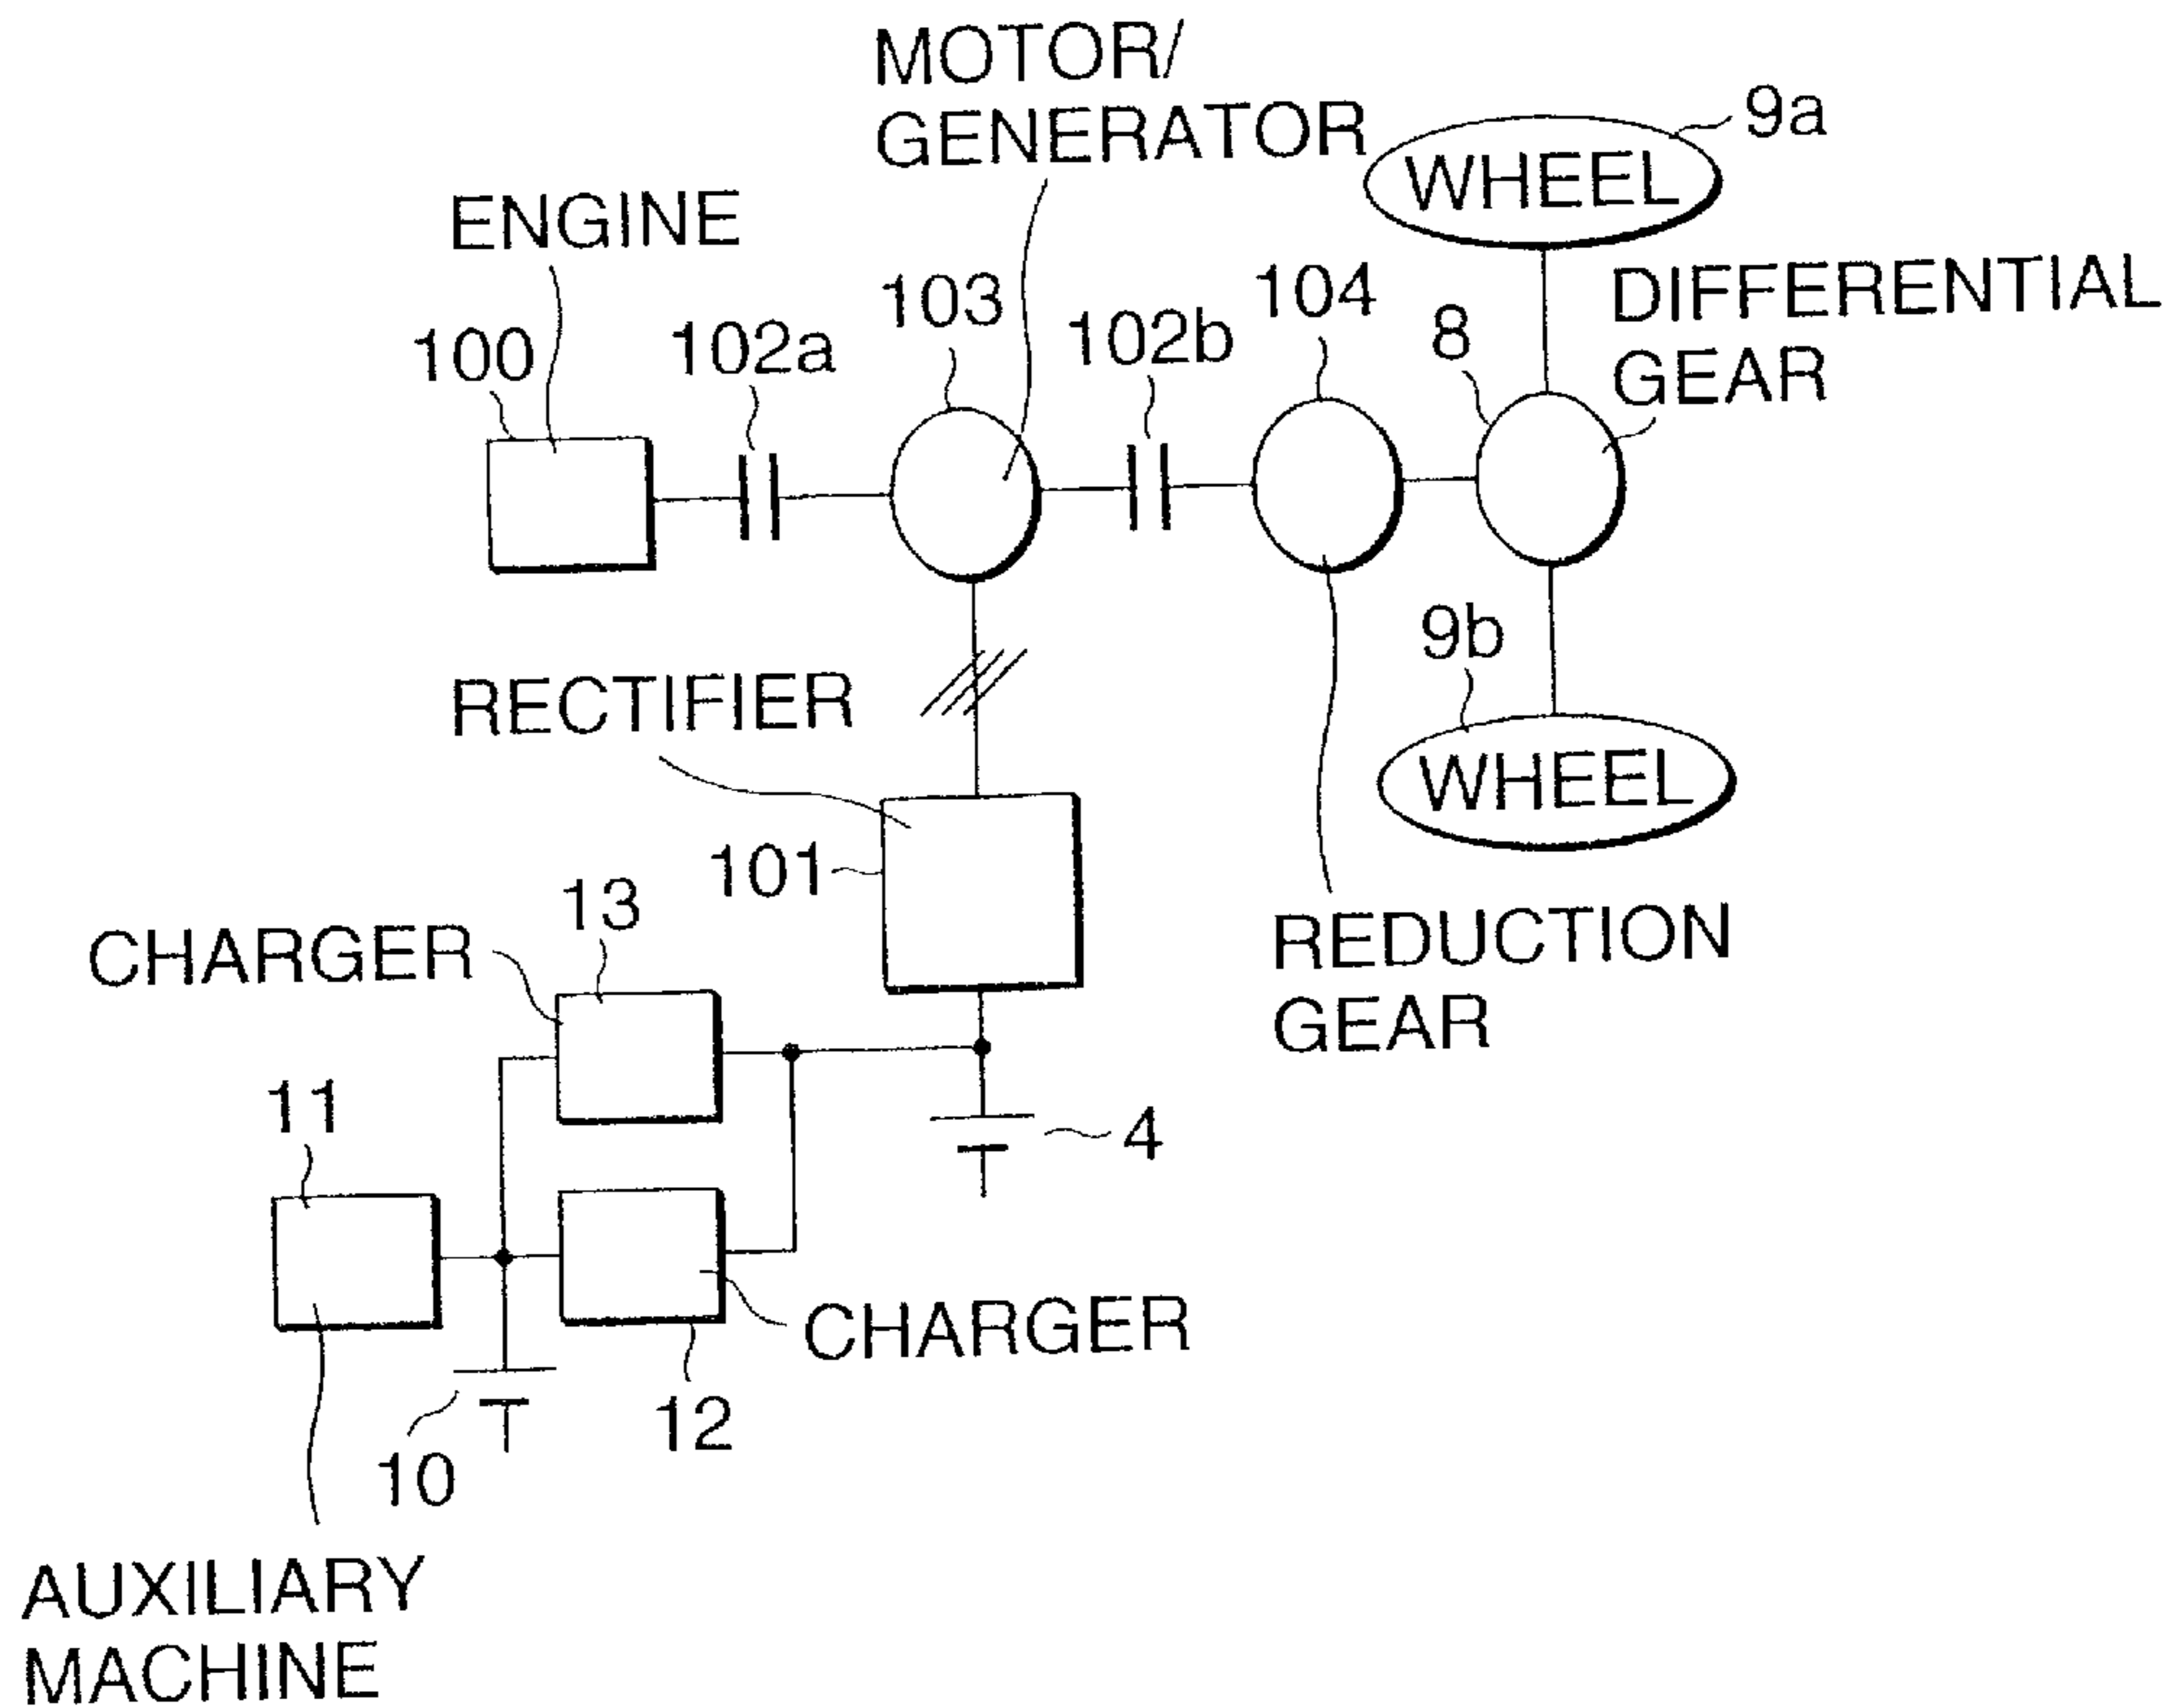 MOTOR/
GENERATOR
9a
WHEEL
ENGINE
DIFFERENTIAL
GEAR
103
104
8
100
102a
102b
9b
RECTIFIER
WHEEL
101
13
CHARGER
REDUCTION
GEAR
11
4
CHARGER
12
10
AUXILIARY
MACHINE